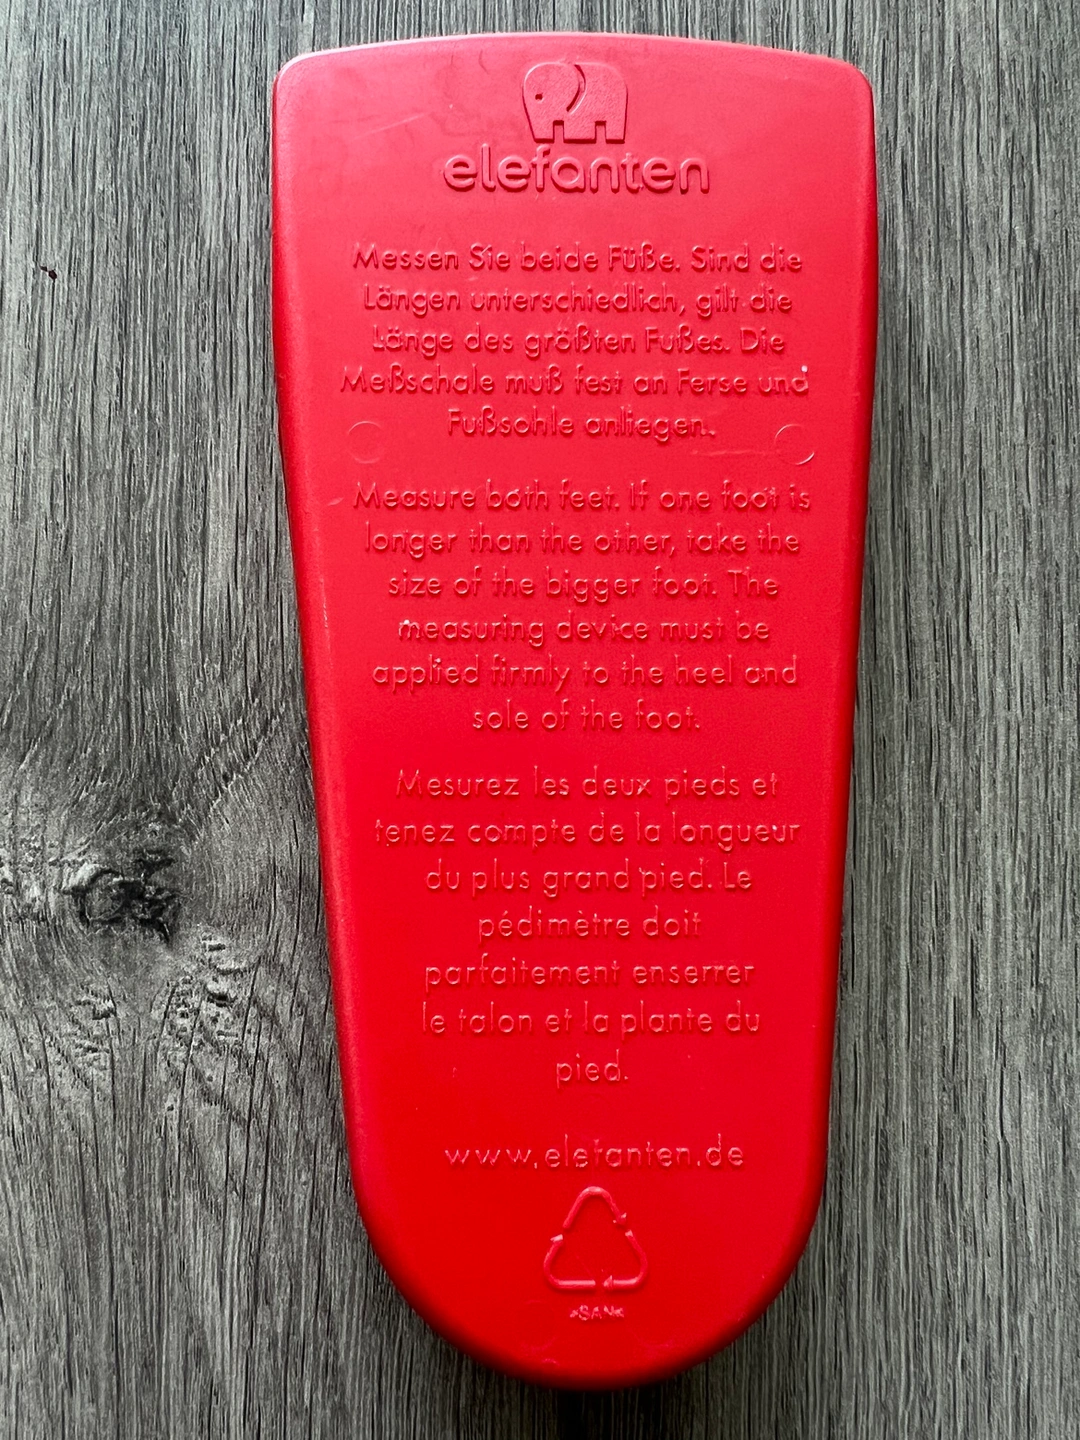 elefanten
Messen Sie beide Füße. Sind die
Längen unterschiedlich, gilt die
Länge des größten Fußes. Die
Meßschale muß fest an Ferse und
Fußsohle anliegen.
Measure both feet. If one foot is
longer than the other, take the
size of the bigger foot. The
measuring device must be
applied firmly to the heel and
sole of the foot.
Mesurez les deux pieds et
tenez compte de la longueur
du plus grand pied. Le
pédimètre doit
parfaitement enserrer
le talon et la plante du
pied.
www.elefanten.de
>SAN<